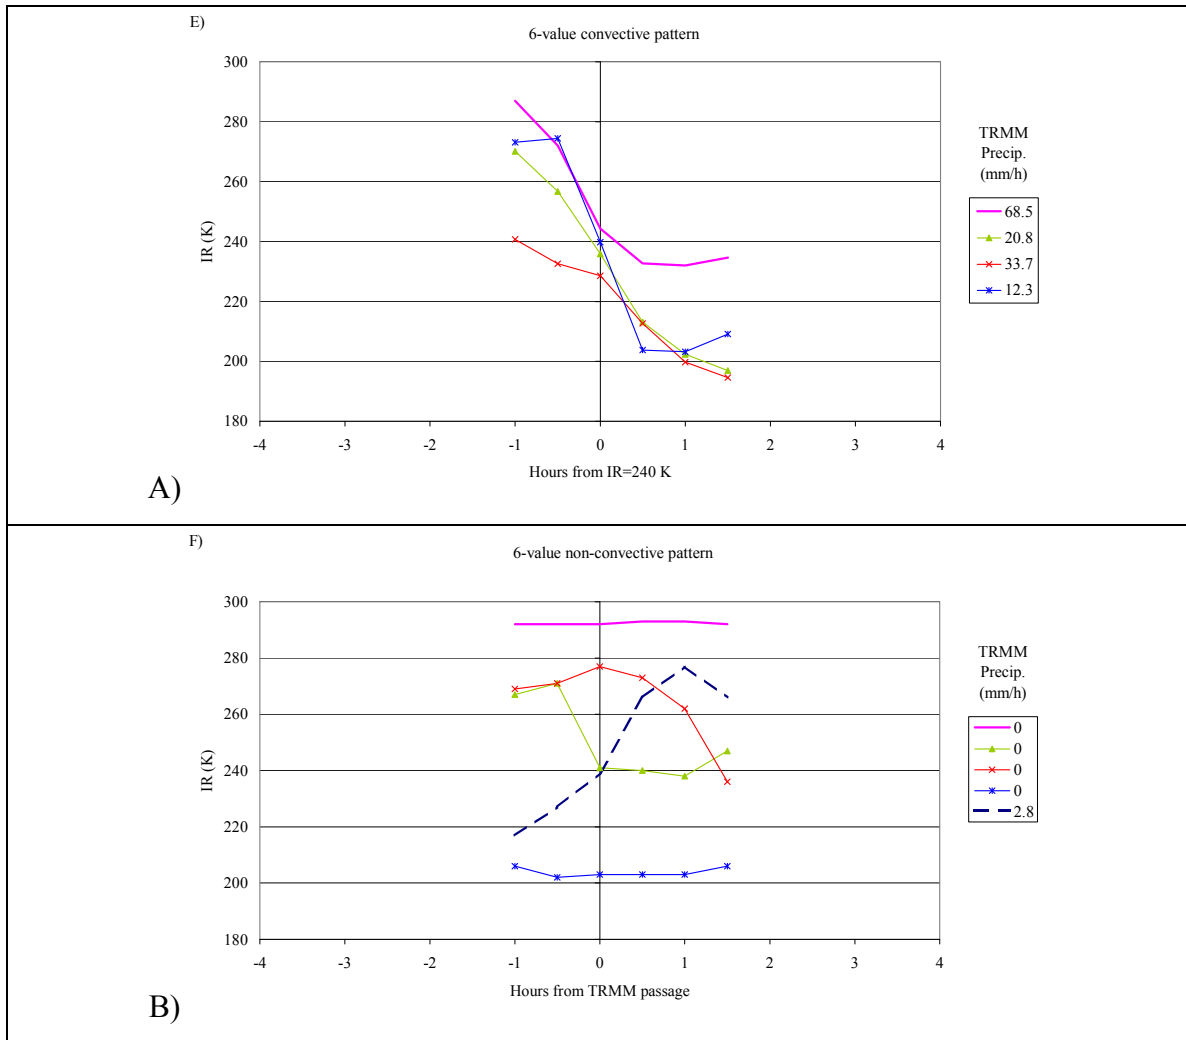 E)
6-value convective pattern
300
280
260
240
220
200
180
IR (K)
-4 -3 -2 -1 0 1 2 3 4
Hours from IR=240 K
TRMM
Precip.
(mm/h)
68.5
20.8
33.7
12.3
A)
F)
6-value non-convective pattern
300
280
260
240
220
200
180
IR (K)
-4 -3 -2 -1 0 1 2 3 4
Hours from TRMM passage
TRMM
Precip.
(mm/h)
0
0
0
0
2.8
B)